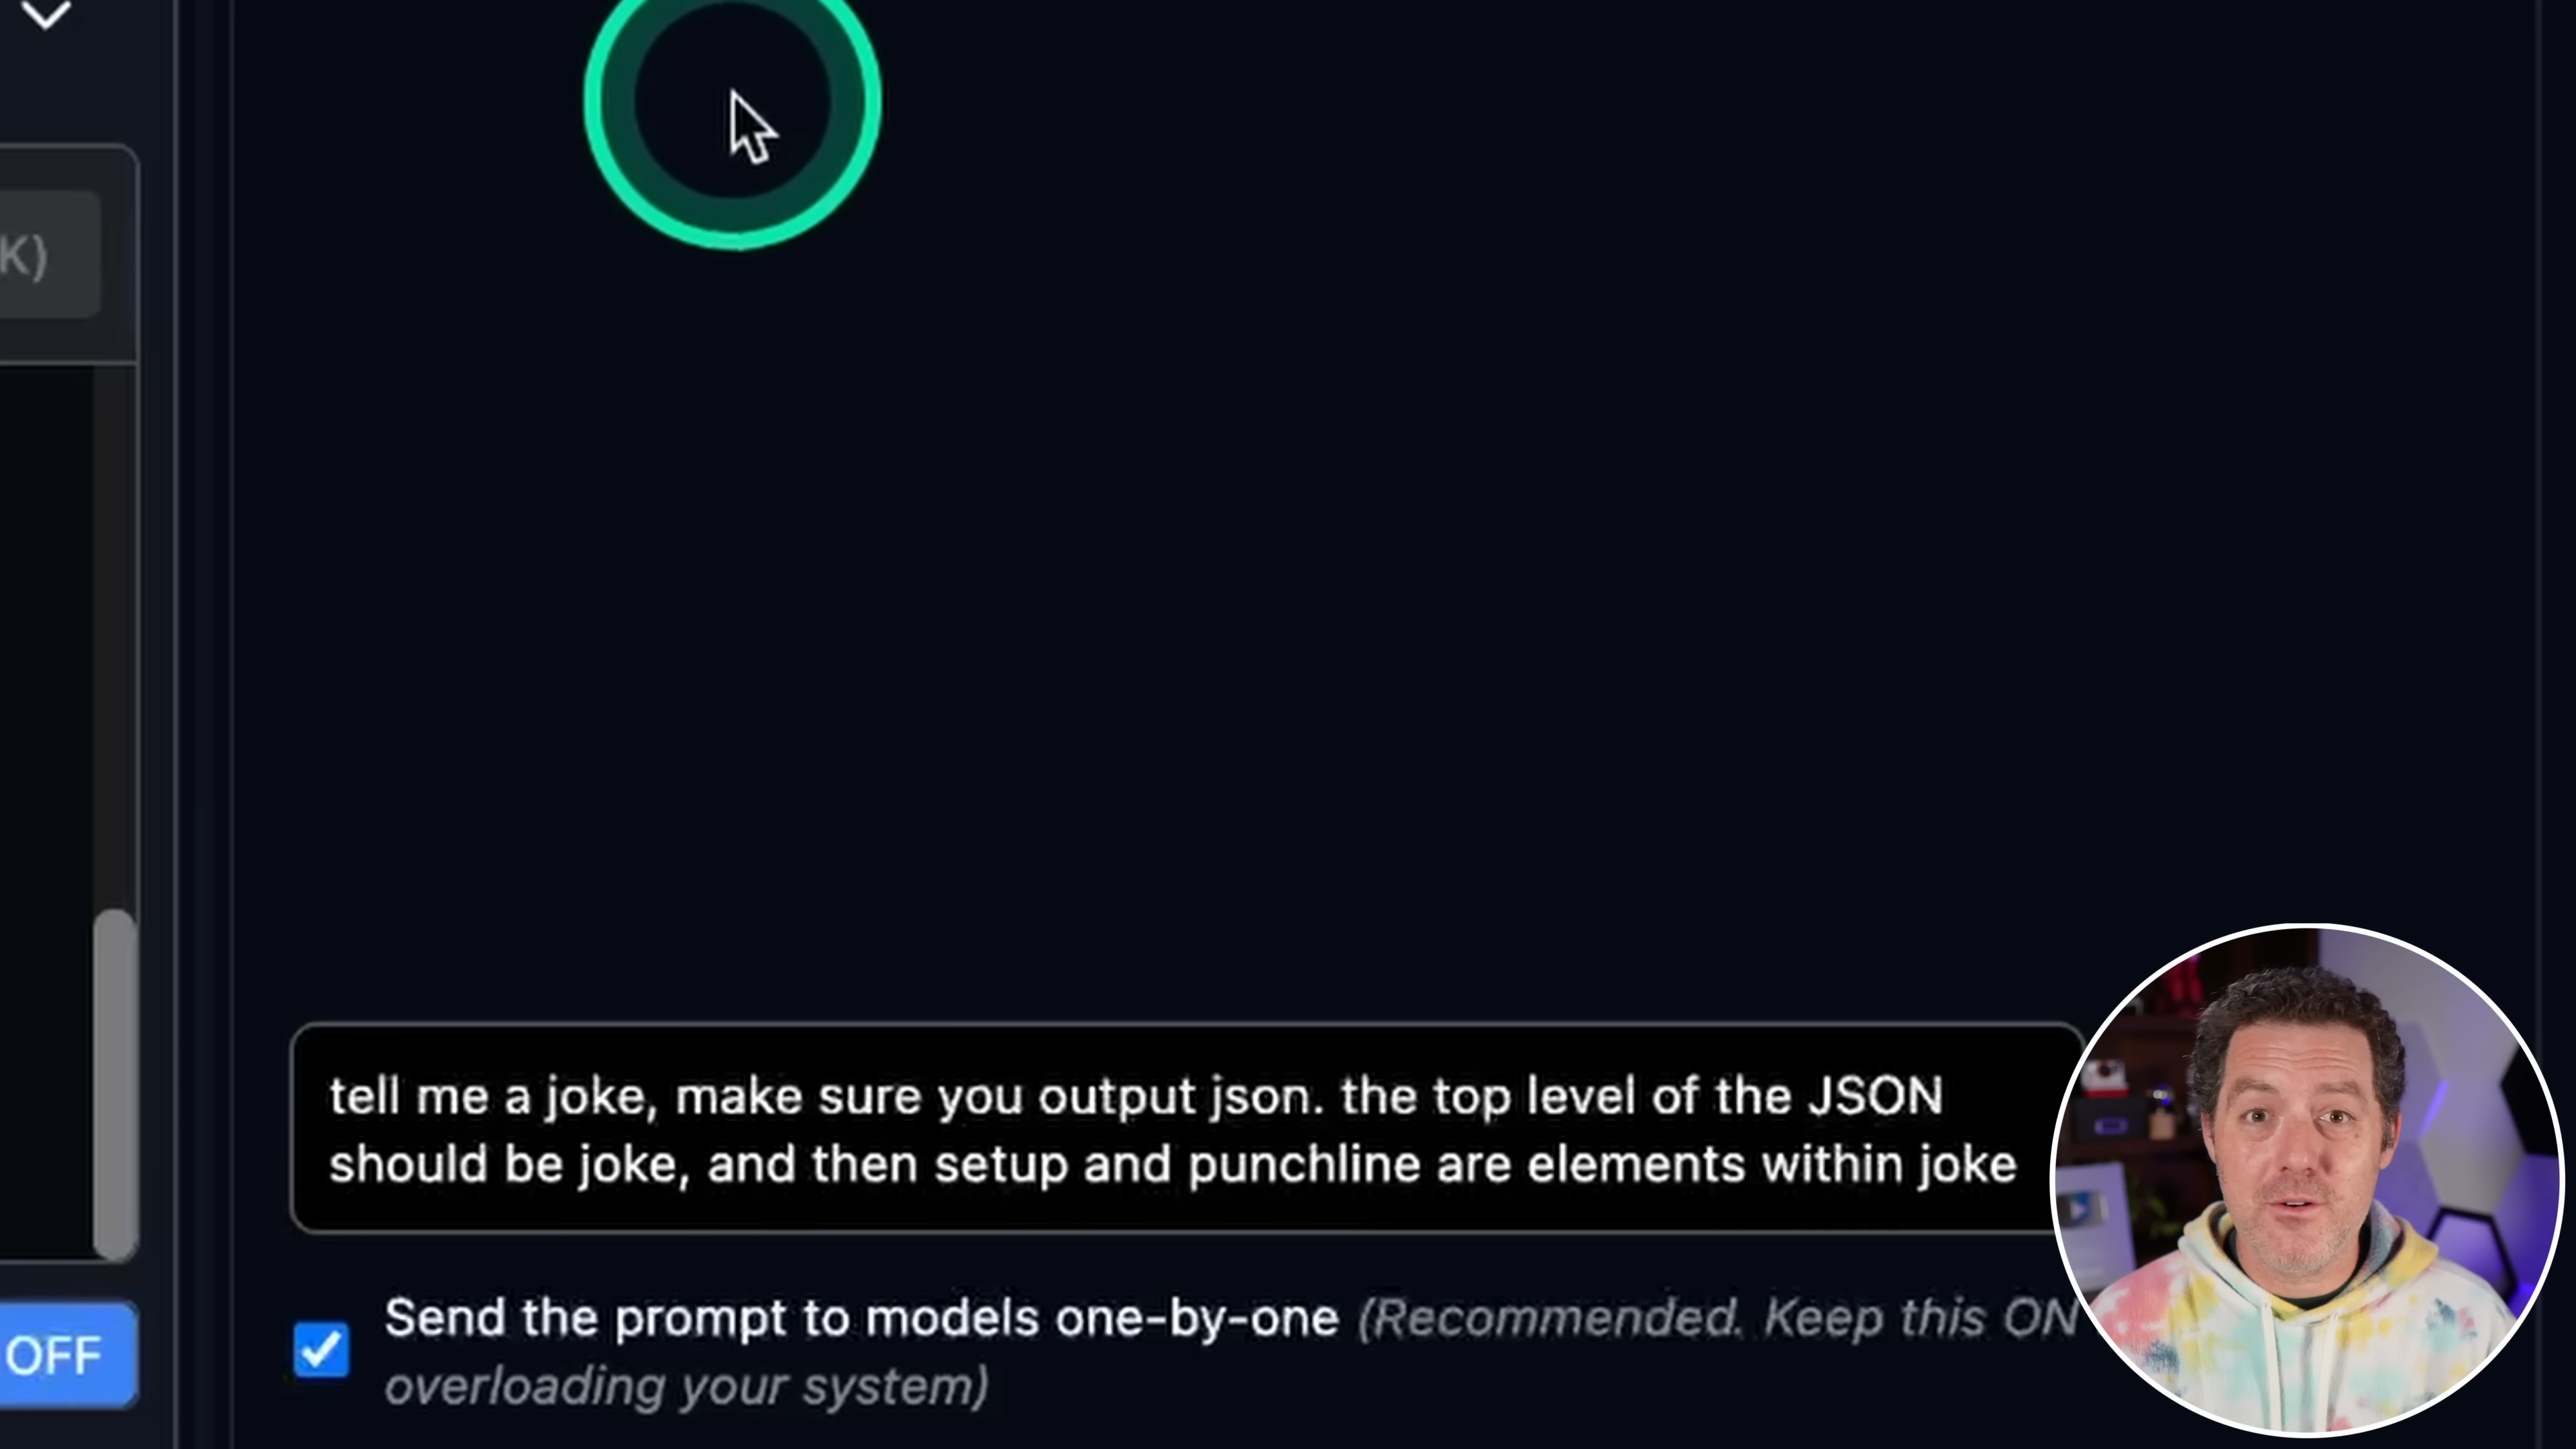 K)
tell me a joke, make sure you output json. the top level of the JSON
should be joke, and then setup and punchline are elements within joke
Send the prompt to models one-by-one (Recommended. Keep this ON
overloading your system)
OFF